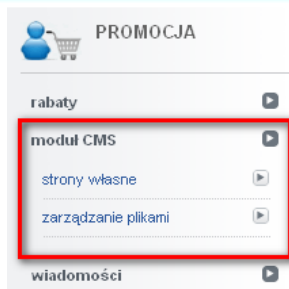 PROMOCJA
rabaty
moduł CMS
strony własne
zarządzanie plikami
wiadomości